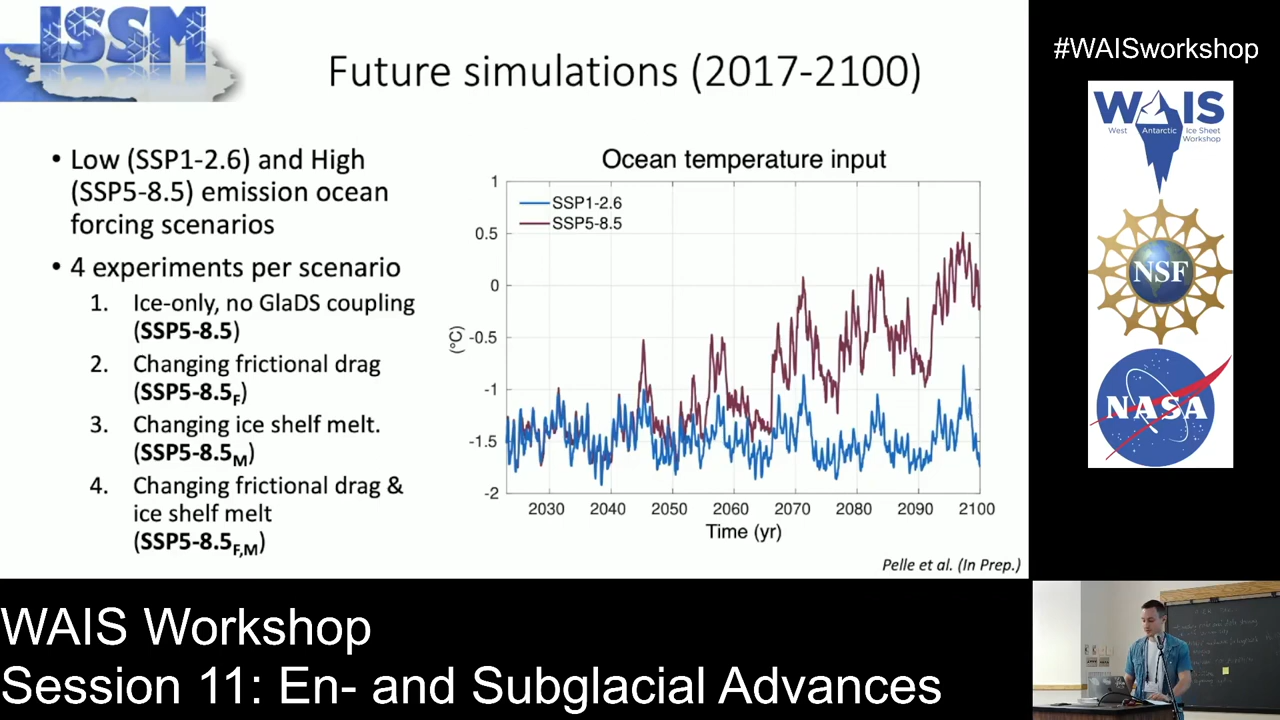 ISSM
Future simulations (2017-2100)
• Low (SSP1-2.6) and High
(SSP5-8.5) emission ocean
forcing scenarios
• 4 experiments per scenario
1. Ice-only, no GlaDS coupling
(SSP5-8.5)
2. Changing frictional drag
(SSP5-8.5F)
3. Changing ice shelf melt.
(SSP5-8.5M)
4. Changing frictional drag &
ice shelf melt
(SSP5-8.5F,M)
Ocean temperature input
SSP1-2.6
SSP5-8.5
1
0.5
0
-0.5
-1
-1.5
-2
(°C)
2030 2040 2050 2060 2070 2080 2090 2100
Time (yr)
Pelle et al. (In Prep.)
#WAISworkshop
WAIS
West Antarctic Ice Sheet
Workshop
NSF
NASA
WAIS Workshop
Session 11: En- and Subglacial Advances